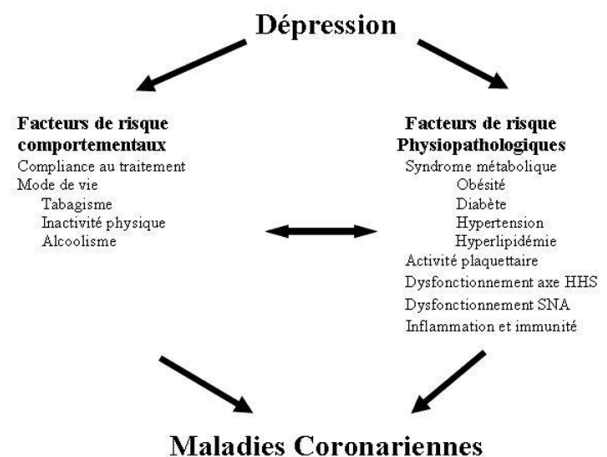 Dépression
Facteurs de risque
comportementaux
Compliance au traitement
Mode de vie
Tabagisme
Inactivité physique
Alcoolisme
Facteurs de risque
Physiopathologiques
Syndrome métabolique
Obésité
Diabète
Hypertension
Hyperlipidémie
Activité plaquettaire
Dysfonctionnement axe HHS
Dysfonctionnement SNA
Inflammation et immunité
Maladies Coronariennes